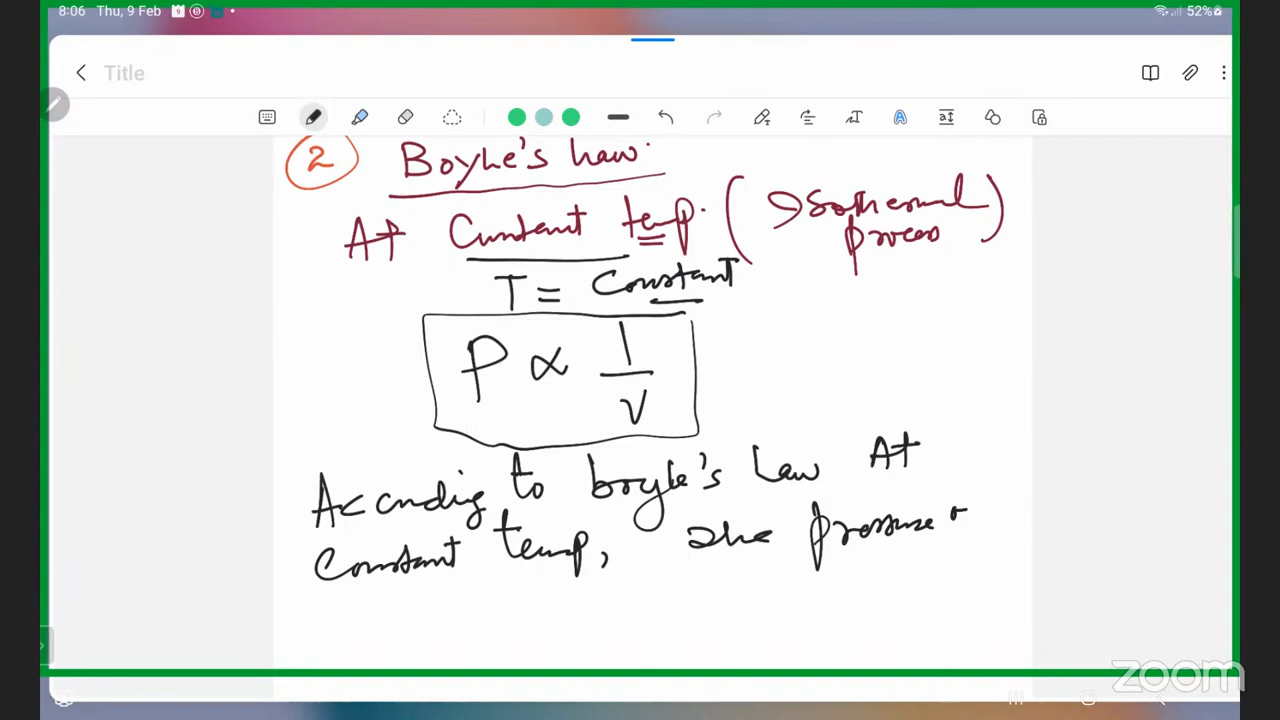 8:06 Thu, 9 Feb
52%
Title
2 Boyle's Law.
At Constant temp. (Isothermal process)
T = Constant
P ∝ 1/V
According to boyle's Law At
Constant temp, the pressure
zoom